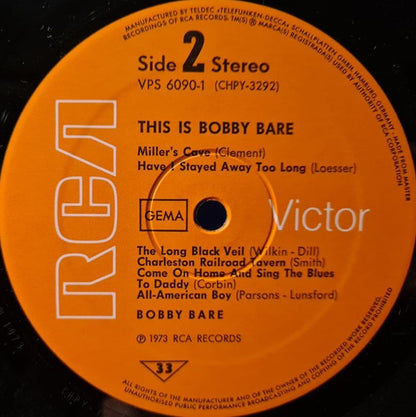 MANUFACTURED BY TELDEC »TELEFUNKEN-DECCA« SCHALLPLATTEN GMBH HAMBURG, GERMANY · MADE FROM MASTER
RECORDINGS OF RCA RECORDS. TM(S) ® MARCA(S) REGISTRADA(S) USED BY AUTHORITY OF RCA CORPORATION
Side 2 Stereo
VPS 6090-1 (CHPY-3292)
THIS IS BOBBY BARE
Miller's Cave (Clement)
Have I Stayed Away Too Long (Loesser)
RCA
GEMA
Victor
The Long Black Veil (Wilkin - Dill)
Charleston Railroad Tavern (Smith)
Come On Home And Sing The Blues
To Daddy (Corbin)
All-American Boy (Parsons - Lunsford)
BOBBY BARE
℗ 1973 RCA RECORDS
33
ALL RIGHTS OF THE MANUFACTURER AND OF THE OWNER OF THE RECORDED WORK RESERVED.
UNAUTHORISED PUBLIC PERFORMANCE BROADCASTING AND COPYING OF THIS RECORD PROHIBITED.